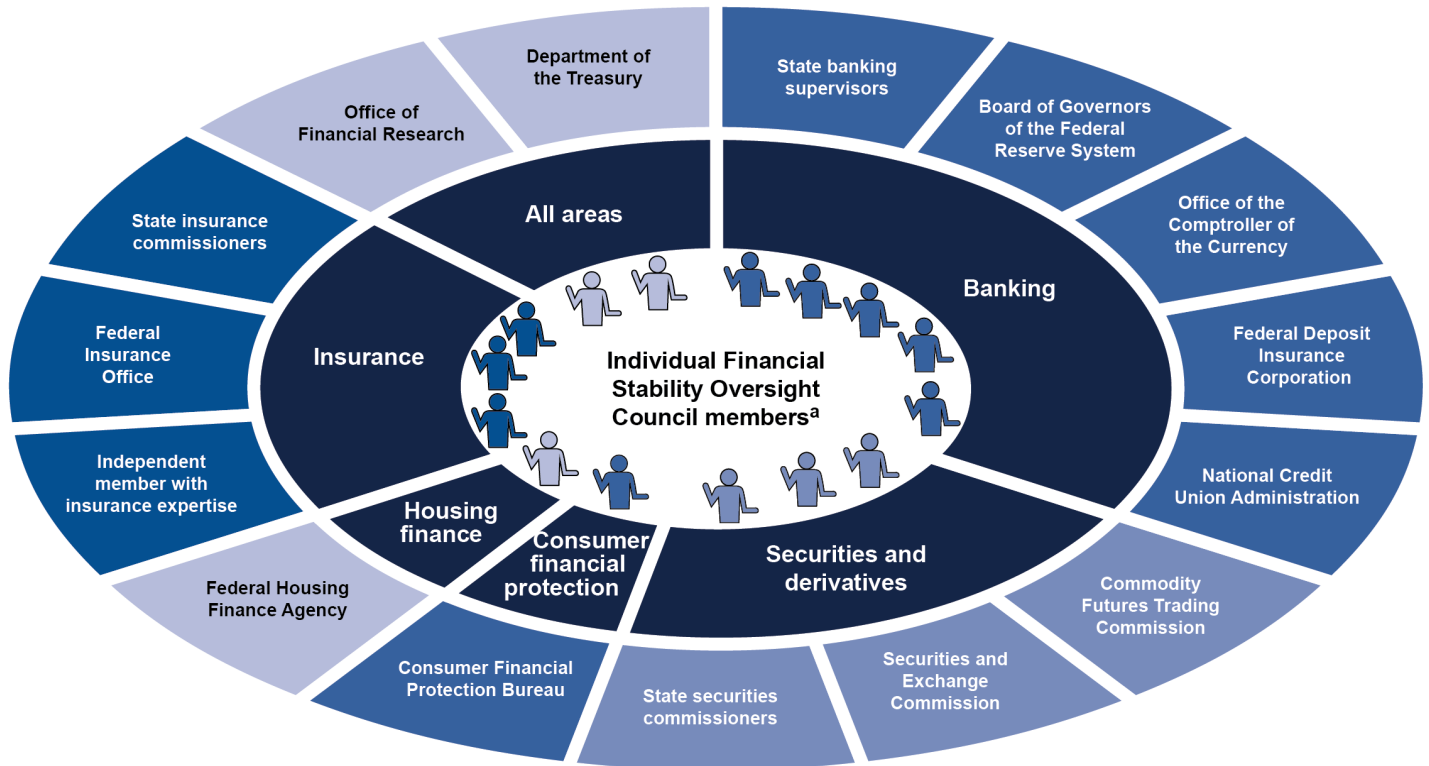 Department of
the Treasury
State banking
supervisors
Office of
Financial Research
Board of Governors
of the Federal
Reserve System
State insurance
commissioners
All areas
Office of the
Comptroller of
the Currency
Banking
Federal
Insurance
Office
Insurance
Individual Financial
Stability Oversight
Council membersᵃ
Federal Deposit
Insurance
Corporation
Independent
member with
insurance expertise
National Credit
Union Administration
Housing
finance
Consumer
financial
protection
Securities and
derivatives
Federal Housing
Finance Agency
Commodity
Futures Trading
Commission
Consumer Financial
Protection Bureau
State securities
commissioners
Securities and
Exchange
Commission